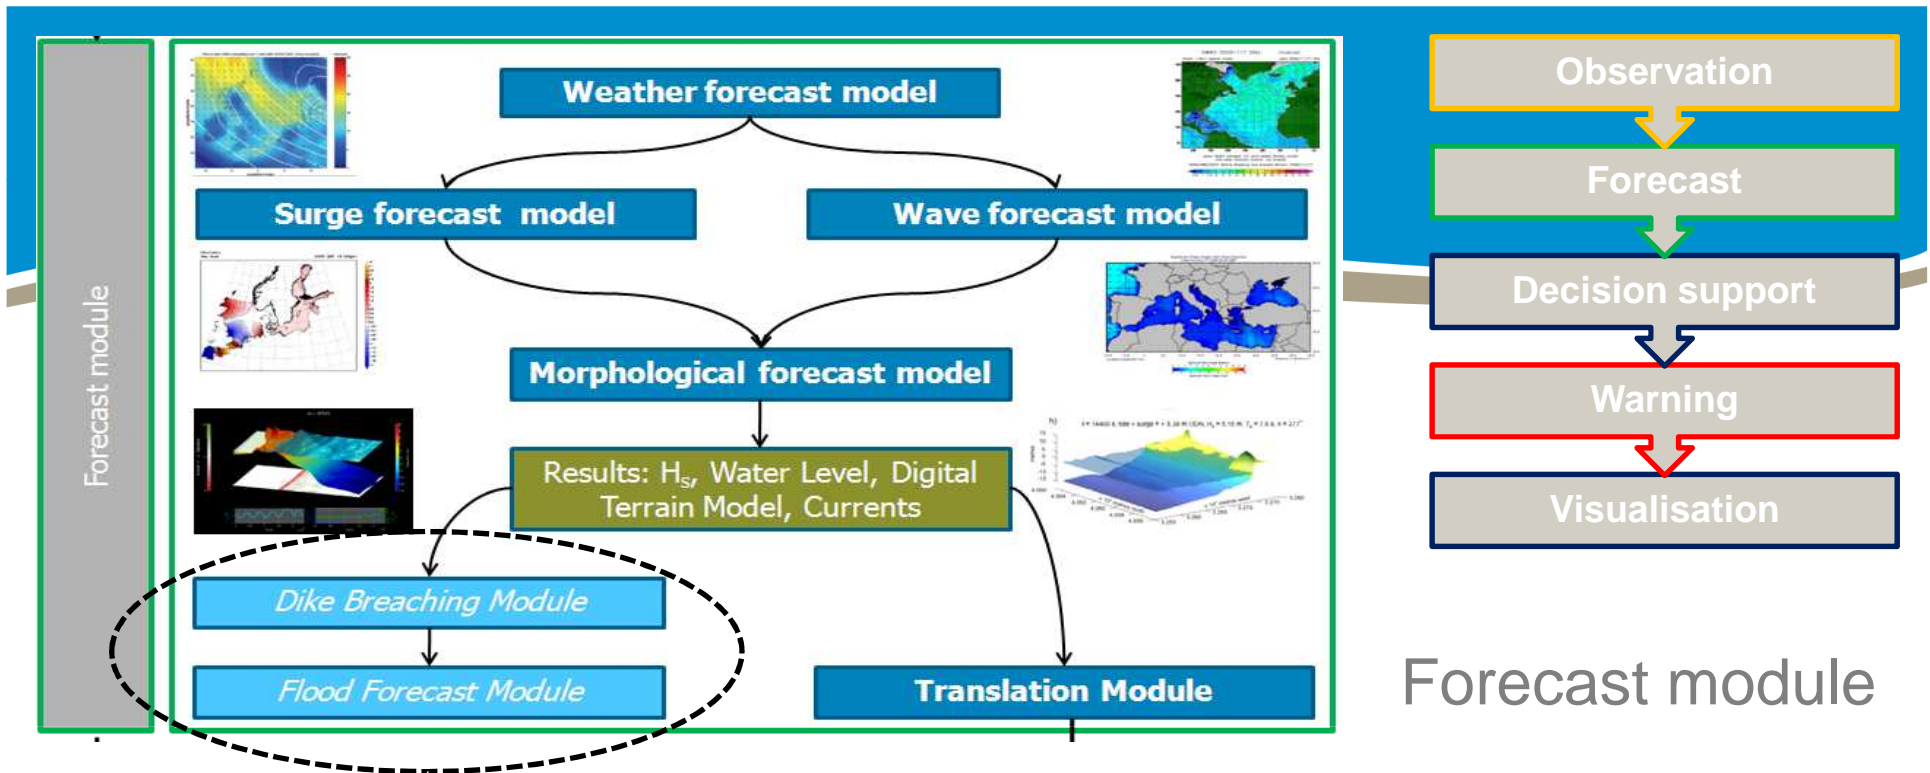 Forecast module
Weather forecast model
Surge forecast model
Wave forecast model
Morphological forecast model
Results: Hs, Water Level, Digital
Terrain Model, Currents
Dike Breaching Module
Flood Forecast Module
Translation Module
Observation
Forecast
Decision support
Warning
Visualisation
Forecast module